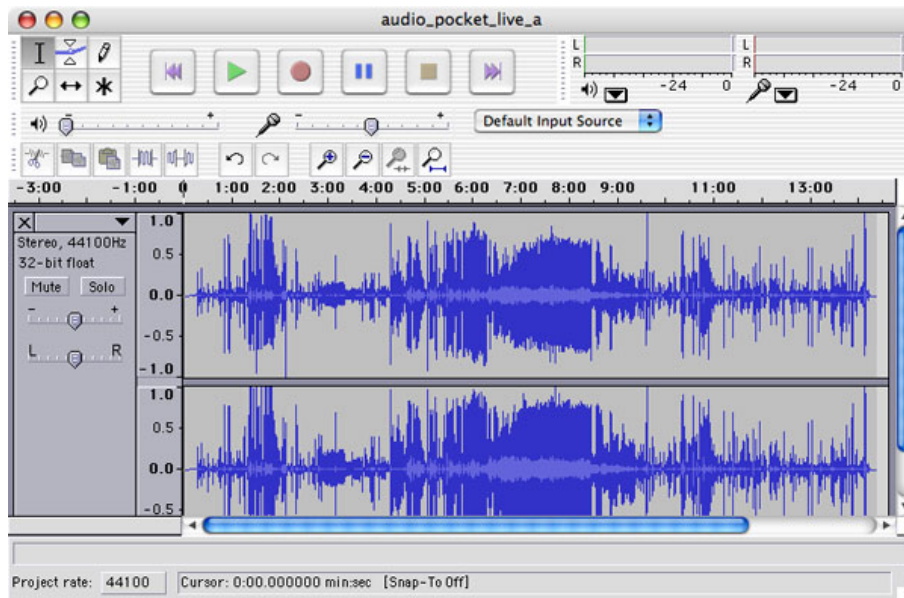 audio_pocket_live_a
L
R
-24 0
L
R
-24 0
Default Input Source
-3:00 -1:00 0 1:00 2:00 3:00 4:00 5:00 6:00 7:00 8:00 9:00 11:00 13:00
Stereo, 44100Hz
32-bit float
Mute Solo
- +
L R
1.0
0.5
0.0
-0.5
-1.0
1.0
0.5
0.0
-0.5
Project rate: 44100 Cursor: 0:00.000000 min:sec [Snap-To Off]